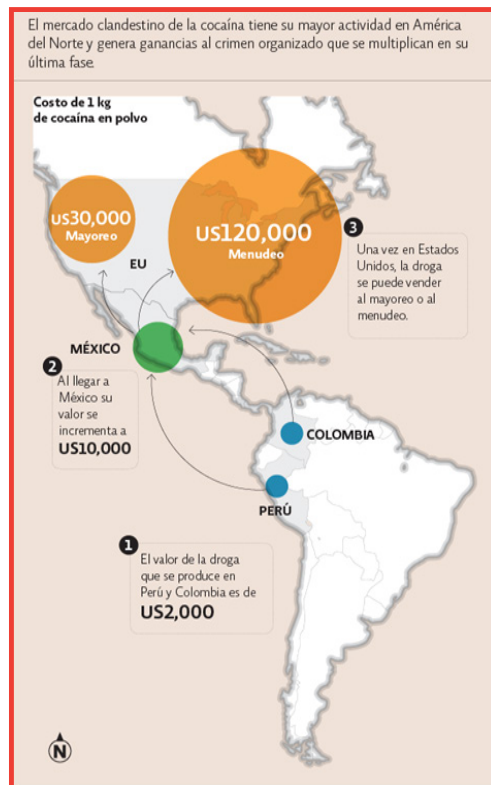 El mercado clandestino de la cocaína tiene su mayor actividad en América
del Norte y genera ganancias al crimen organizado que se multiplican en su
última fase.
Costo de 1 kg
de cocaína en polvo
US30,000
Mayoreo
US120,000
Menudeo
EU
3
Una vez en Estados
Unidos, la droga
se puede vender
al mayoreo o al
menudeo.
MÉXICO
2
Al llegar a
México su
valor se
incrementa a
US10,000
COLOMBIA
PERÚ
1
El valor de la droga
que se produce en
Perú y Colombia es de
US2,000
N